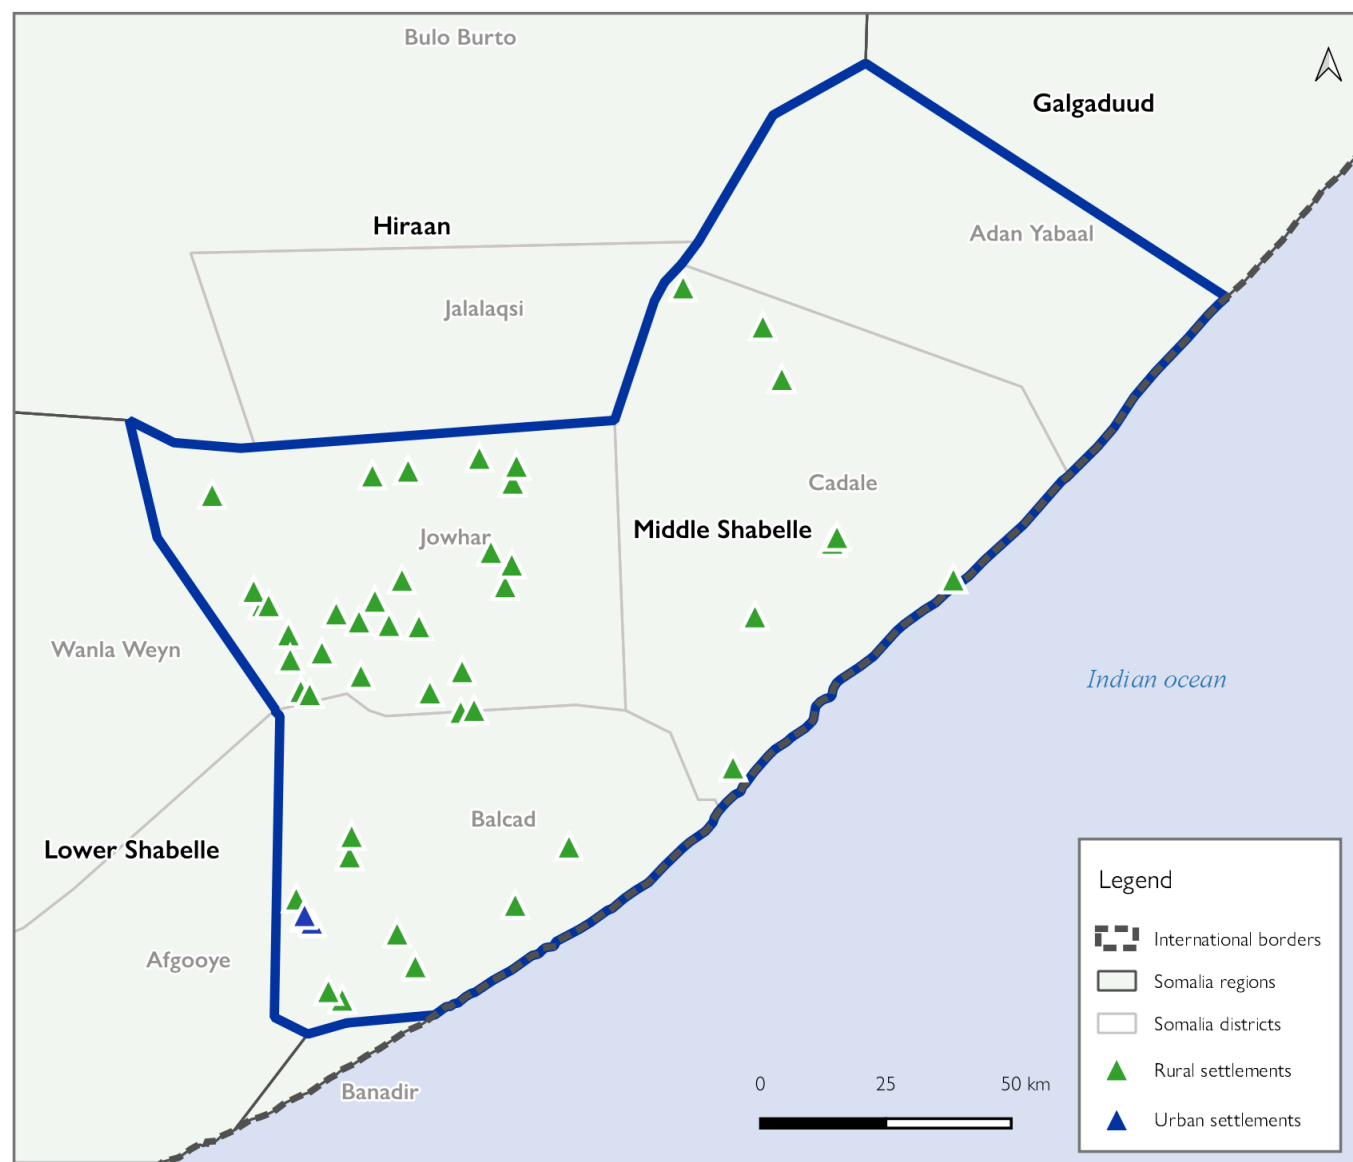 Bulo Burto
Galgaduud
Hiraan
Adan Yabaal
Jalalaqsi
Cadale
Middle Shabelle
Jowhar
Wanla Weyn
Indian ocean
Balcad
Lower Shabelle
Afgooye
Banadir
0 25 50 km
Legend
International borders
Somalia regions
Somalia districts
Rural settlements
Urban settlements